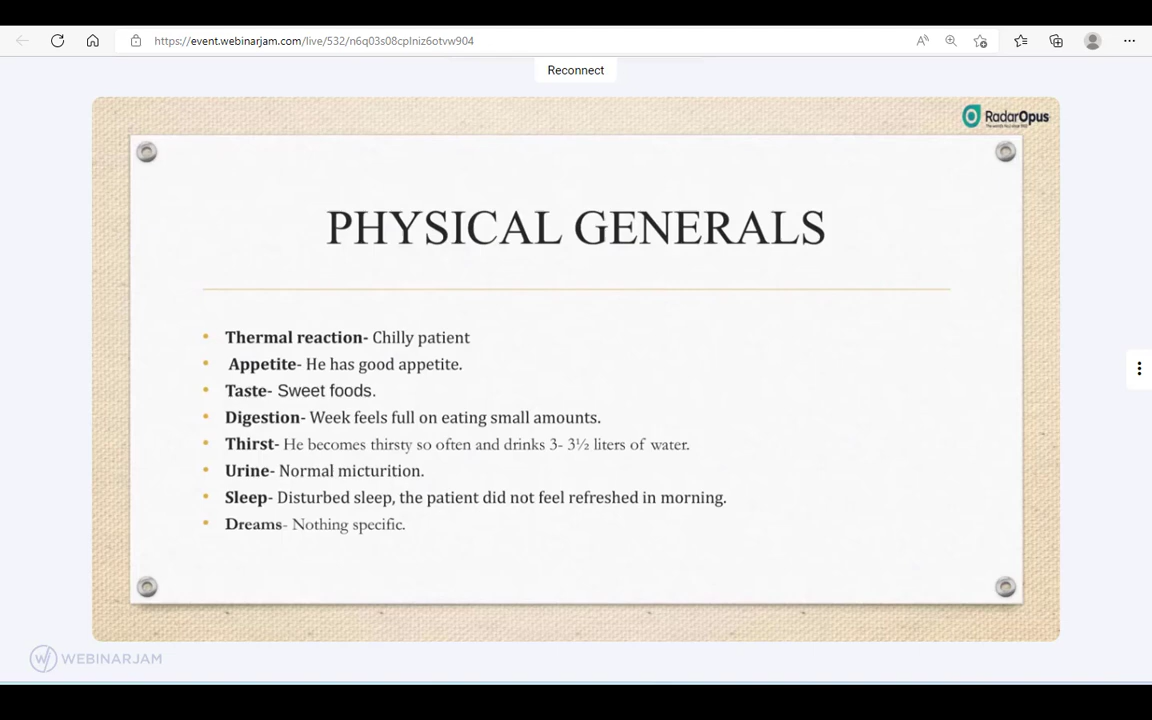 https://event.webinarjam.com/live/532/n6q03s08cplniz6otvw904
Reconnect
RadarOpus
PHYSICAL GENERALS
• Thermal reaction- Chilly patient
• Appetite- He has good appetite.
• Taste- Sweet foods.
• Digestion- Week feels full on eating small amounts.
• Thirst- He becomes thirsty so often and drinks 3- 3½ liters of water.
• Urine- Normal micturition.
• Sleep- Disturbed sleep, the patient did not feel refreshed in morning.
• Dreams- Nothing specific.
WEBINARJAM